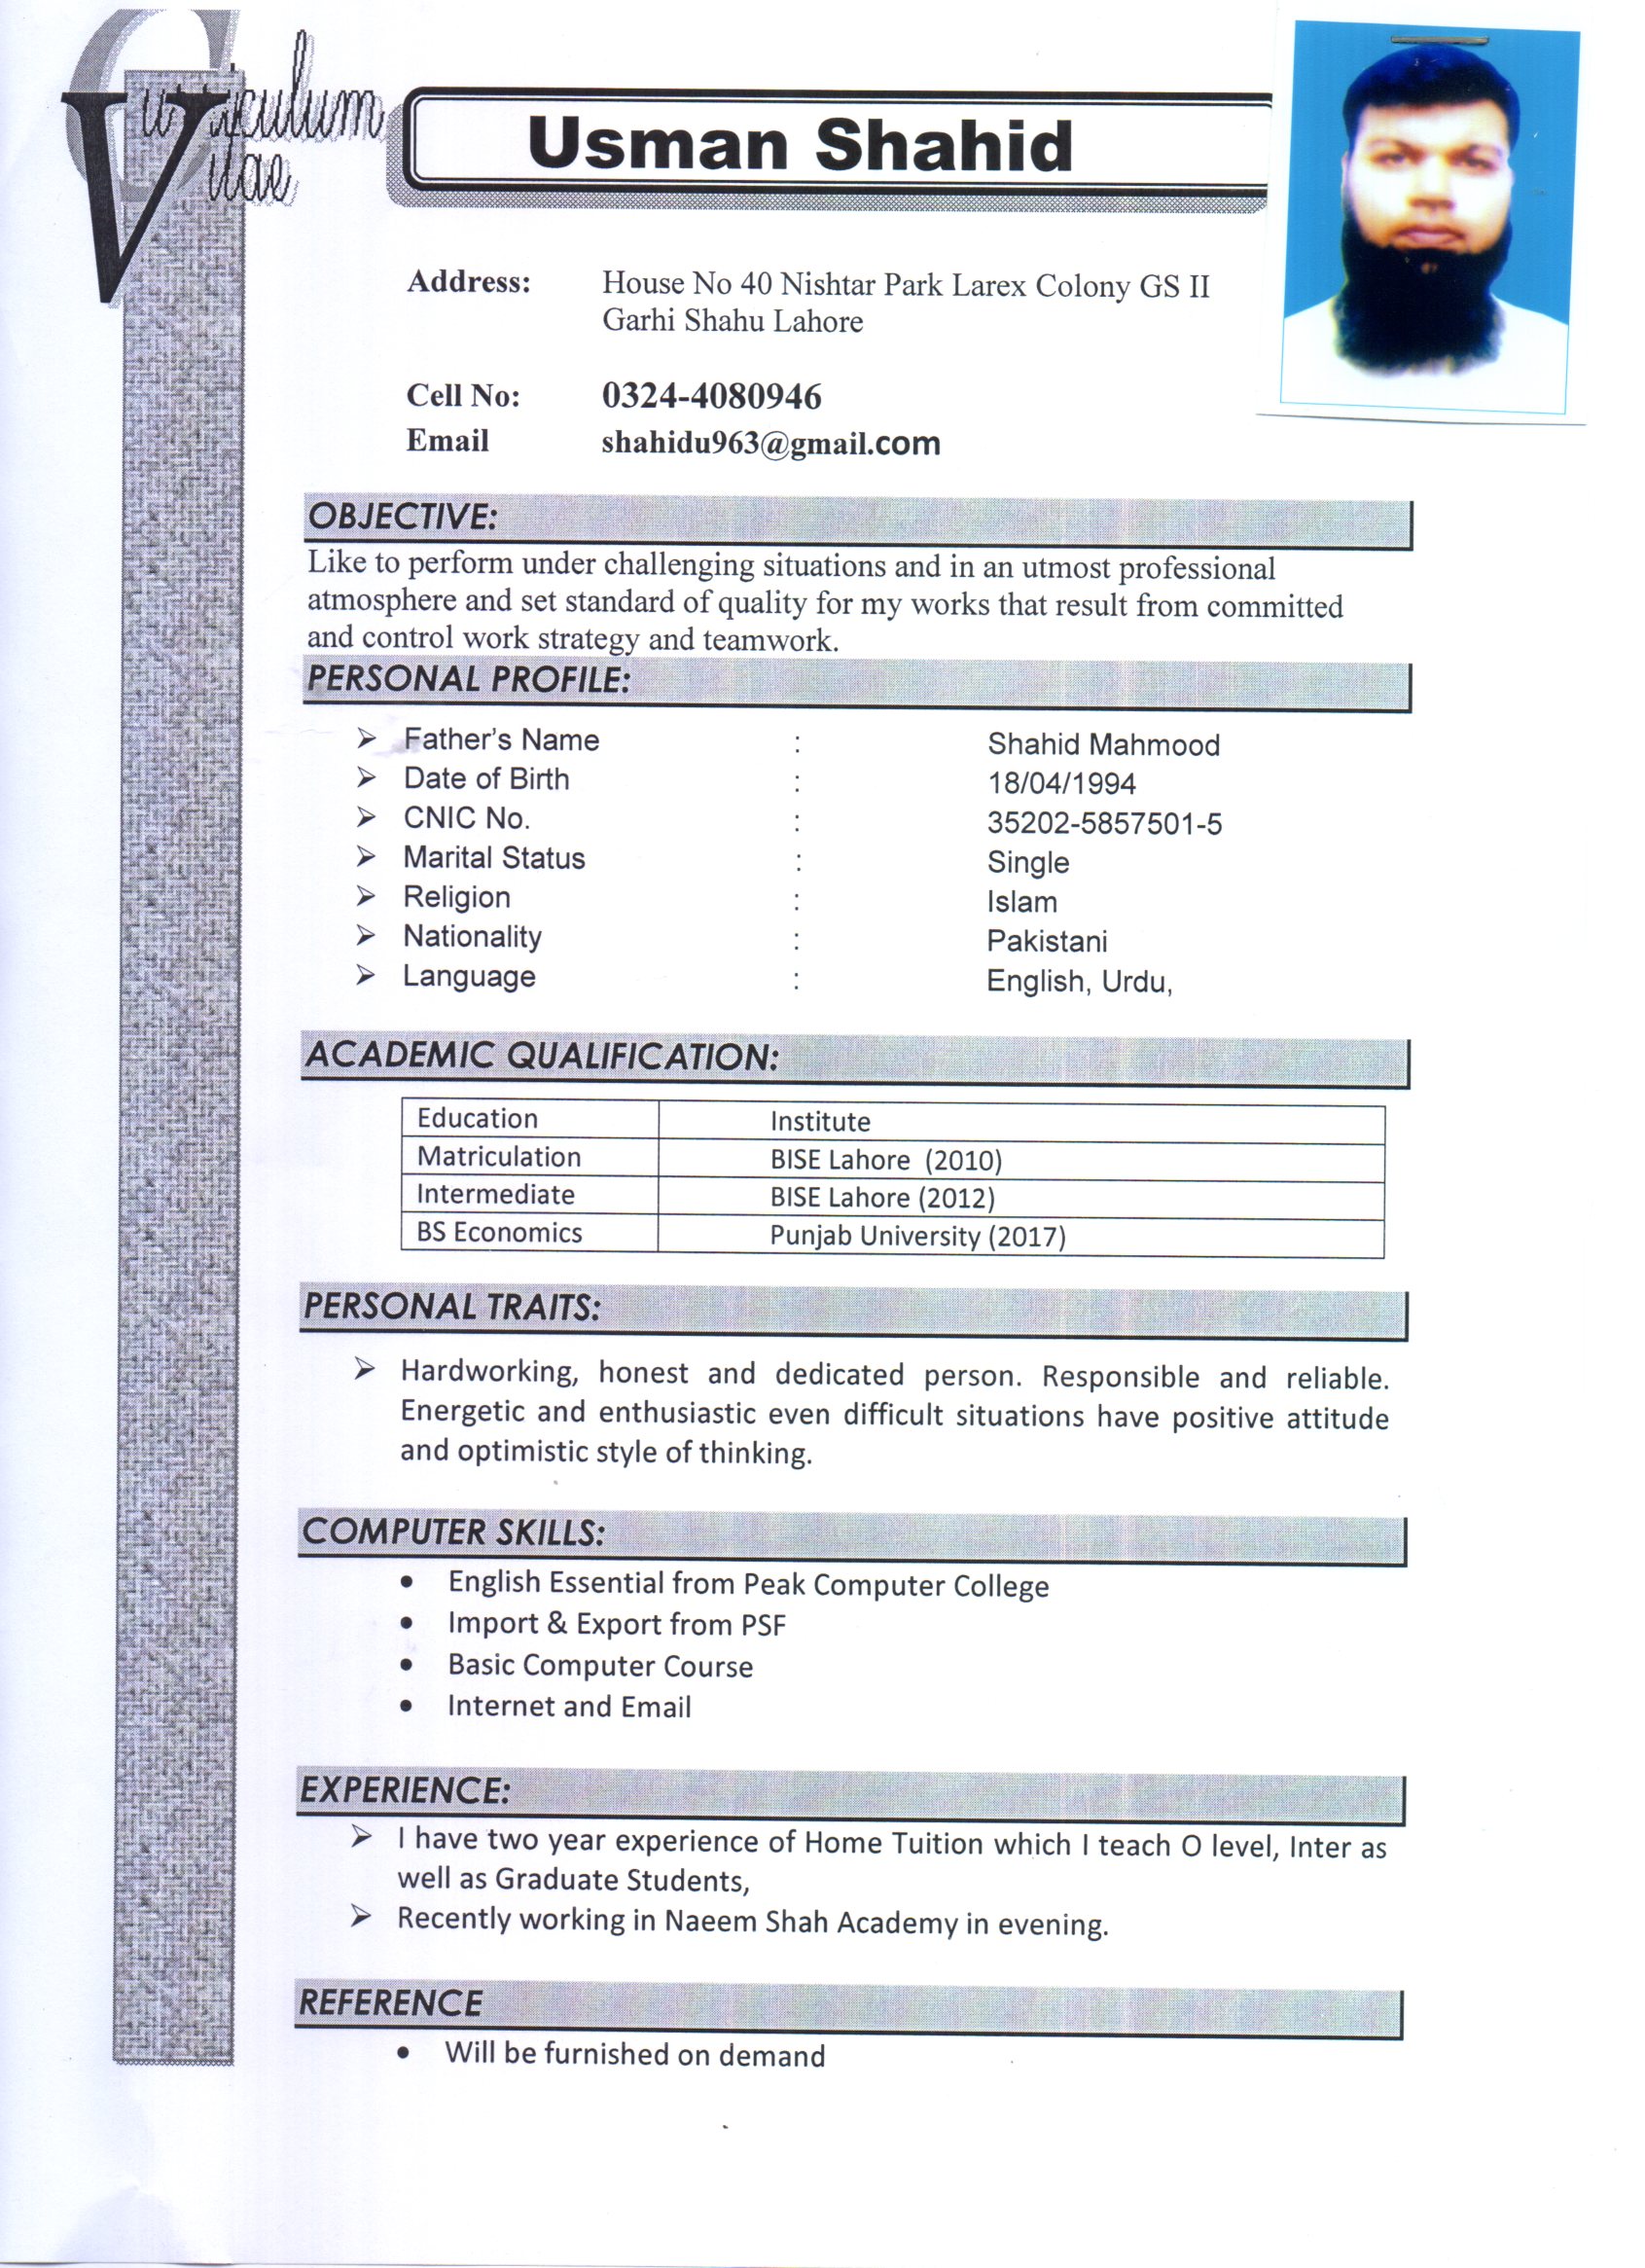 Curriculum
Vitae
Usman Shahid
Address: House No 40 Nishtar Park Larex Colony GS II
Garhi Shahu Lahore
Cell No: 0324-4080946
Email shahidu963@gmail.com
OBJECTIVE:
Like to perform under challenging situations and in an utmost professional
atmosphere and set standard of quality for my works that result from committed
and control work strategy and teamwork.
PERSONAL PROFILE:
➢ Father's Name : Shahid Mahmood
➢ Date of Birth : 18/04/1994
➢ CNIC No. : 35202-5857501-5
➢ Marital Status : Single
➢ Religion : Islam
➢ Nationality : Pakistani
➢ Language : English, Urdu,
ACADEMIC QUALIFICATION:
Education Institute
Matriculation BISE Lahore (2010)
Intermediate BISE Lahore (2012)
BS Economics Punjab University (2017)
PERSONAL TRAITS:
➢ Hardworking, honest and dedicated person. Responsible and reliable.
Energetic and enthusiastic even difficult situations have positive attitude
and optimistic style of thinking.
COMPUTER SKILLS:
• English Essential from Peak Computer College
• Import & Export from PSF
• Basic Computer Course
• Internet and Email
EXPERIENCE:
➢ I have two year experience of Home Tuition which I teach O level, Inter as
well as Graduate Students,
➢ Recently working in Naeem Shah Academy in evening.
REFERENCE
• Will be furnished on demand